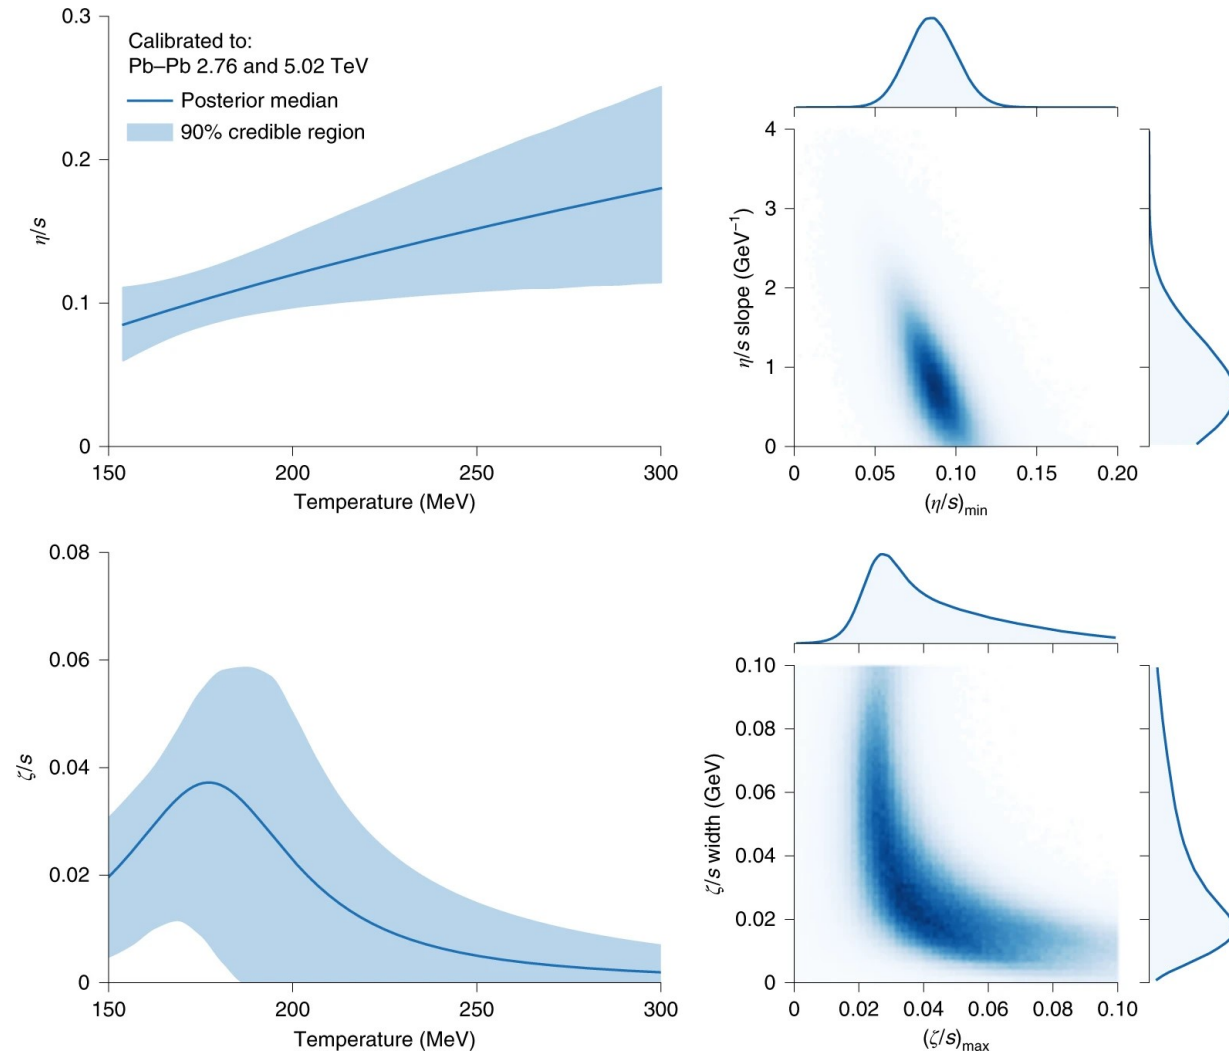 0.3
0.2
0.1
0
η/s
Calibrated to:
Pb–Pb 2.76 and 5.02 TeV
Posterior median
90% credible region
150 200 250 300
Temperature (MeV)
4
3
2
1
0
η/s slope (GeV⁻¹)
0 0.05 0.10 0.15 0.20
(η/s)min
0.08
0.06
0.04
0.02
0
ζ/s
150 200 250 300
Temperature (MeV)
0.10
0.08
0.06
0.04
0.02
0
ζ/s width (GeV)
0 0.02 0.04 0.06 0.08 0.10
(ζ/s)max